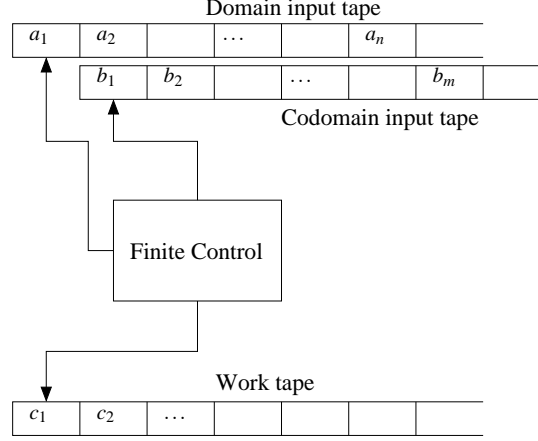 Domain input tape
a₁ a₂ … aₙ
b₁ b₂ … bₘ
Codomain input tape
Finite Control
Work tape
c₁ c₂ …